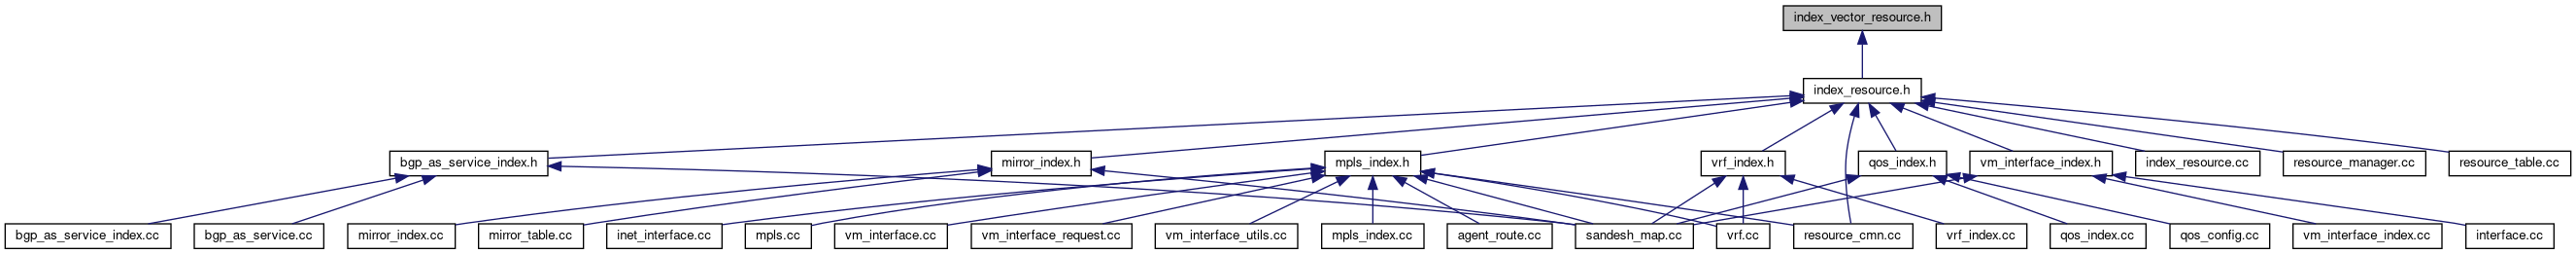 index_vector_resource.h
index_resource.h
bgp_as_service_index.h
mirror_index.h
mpls_index.h
vrf_index.h
qos_index.h
vm_interface_index.h
index_resource.cc
resource_manager.cc
resource_table.cc
bgp_as_service_index.cc
bgp_as_service.cc
mirror_index.cc
mirror_table.cc
inet_interface.cc
mpls.cc
vm_interface.cc
vm_interface_request.cc
vm_interface_utils.cc
mpls_index.cc
agent_route.cc
sandesh_map.cc
vrf.cc
resource_cmn.cc
vrf_index.cc
qos_index.cc
qos_config.cc
vm_interface_index.cc
interface.cc